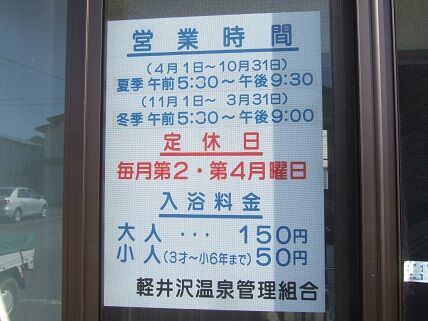 営業時間
(4月1日～10月31日)
夏季 午前5:30～午後9:30
(11月1日～ 3月31日)
冬季 午前5:30～午後9:00
定休日
毎月第2・第4月曜日
入浴料金
大人・・・150円
小人(3才～小6年まで)50円
軽井沢温泉管理組合